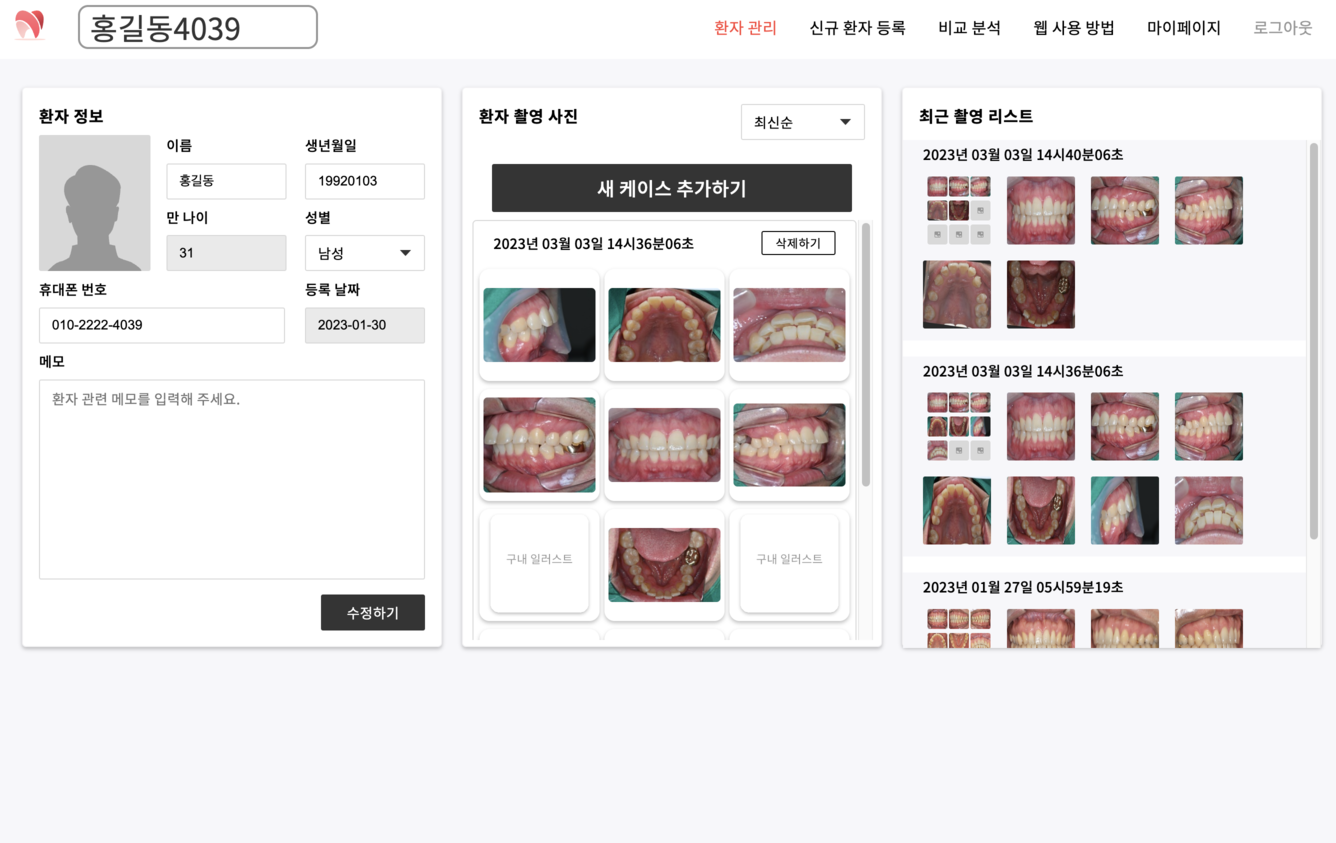 홍길동4039
환자 관리
신규 환자 등록
비교 분석
웹 사용 방법
마이페이지
로그아웃
환자 정보
이름
홍길동
생년월일
19920103
만 나이
31
성별
남성
휴대폰 번호
010-2222-4039
등록 날짜
2023-01-30
메모
환자 관련 메모를 입력해 주세요.
수정하기
환자 촬영 사진
최신순
새 케이스 추가하기
2023년 03월 03일 14시36분06초
삭제하기
구내 일러스트
구내 일러스트
최근 촬영 리스트
2023년 03월 03일 14시40분06초
2023년 03월 03일 14시36분06초
2023년 01월 27일 05시59분19초